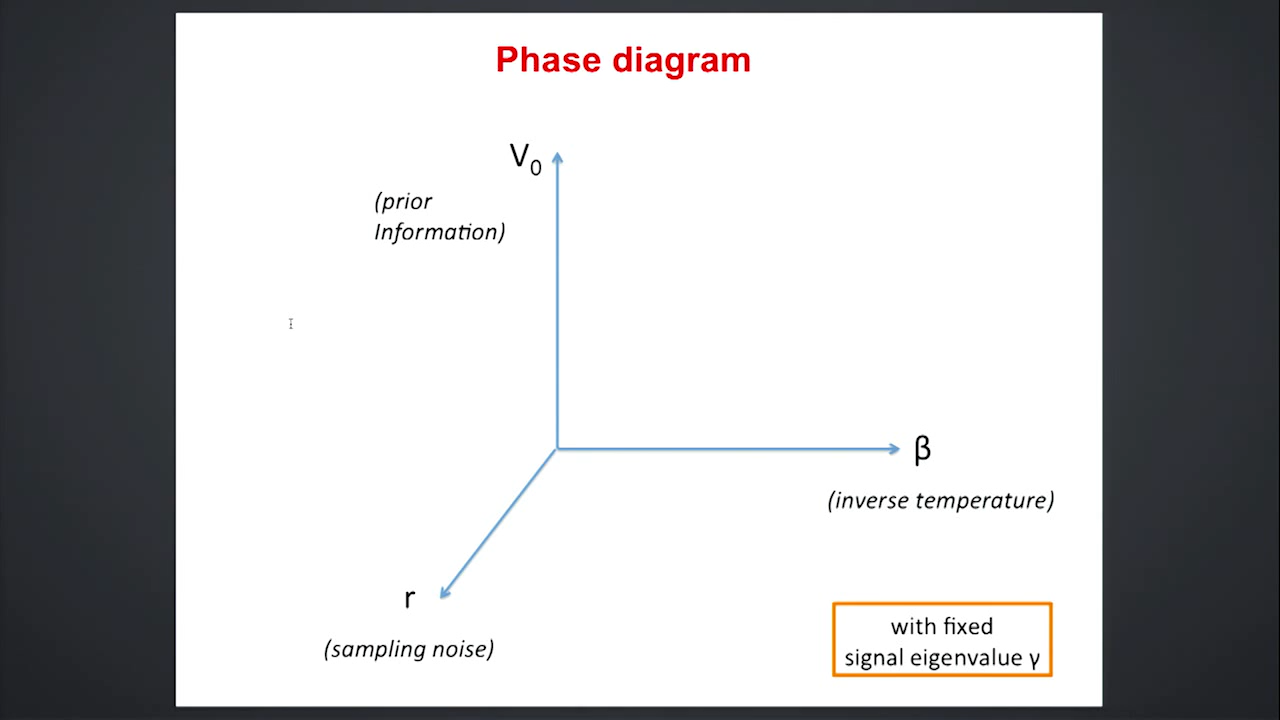 Phase diagram
V₀
(prior
Information)
β
(inverse temperature)
r
(sampling noise)
with fixed
signal eigenvalue γ